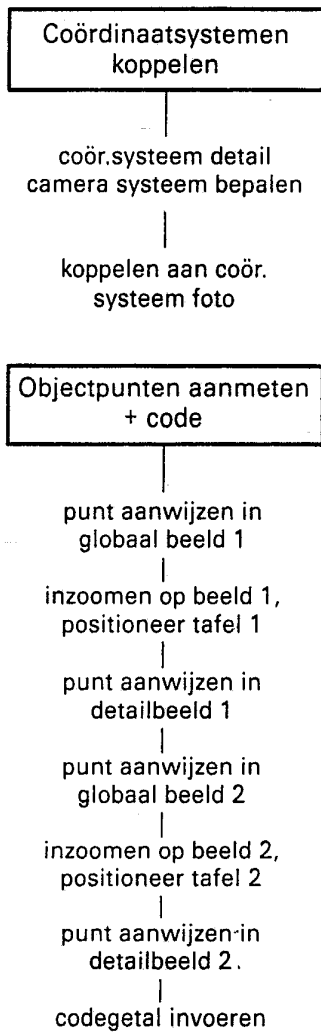 Coördinaatsystemen
koppelen
coör.systeem detail
camera systeem bepalen
koppelen aan coör.
systeem foto
Objectpunten aanmeten
+ code
punt aanwijzen in
globaal beeld 1
inzoomen op beeld 1,
positioneer tafel 1
punt aanwijzen in
detailbeeld 1
punt aanwijzen in
globaal beeld 2
inzoomen op beeld 2,
positioneer tafel 2
punt aanwijzen in
detailbeeld 2.
codegetal invoeren